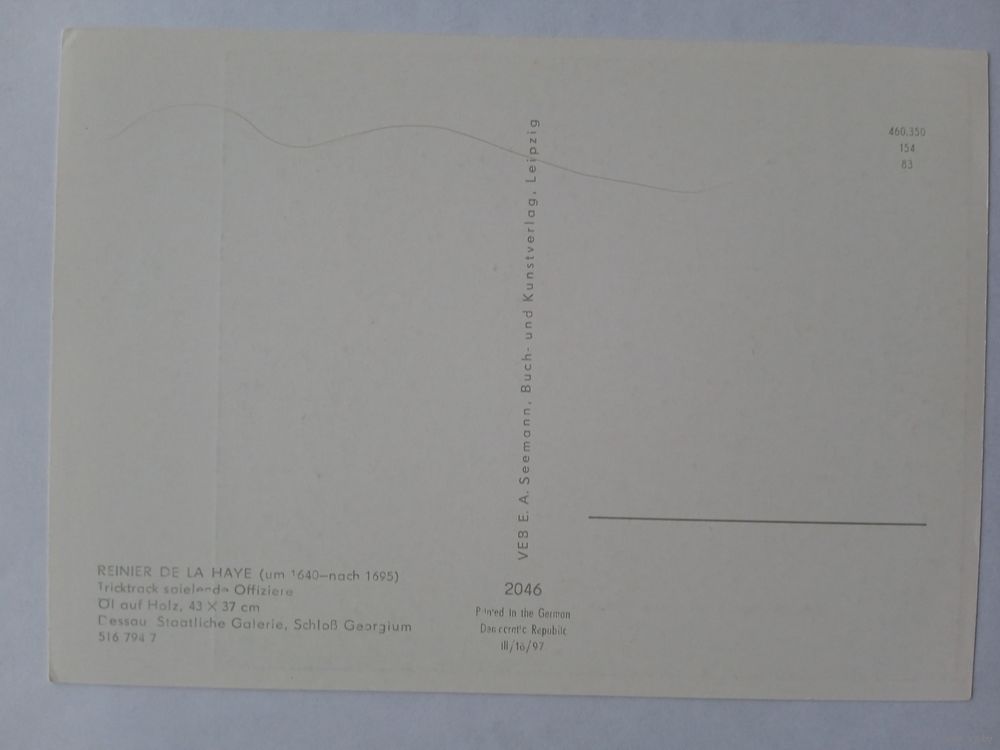 460.350
154
83
VEB E. A. Seemann, Buch- und Kunstverlag, Leipzig
REINIER DE LA HAYE (um 1640—nach 1695)
Tricktrack spielende Offiziere
Öl auf Holz, 43 × 37 cm
Dessau Staatliche Galerie, Schloß Georgium
516 794 7
2046
Printed in the German
Democratic Republic
III/18/97